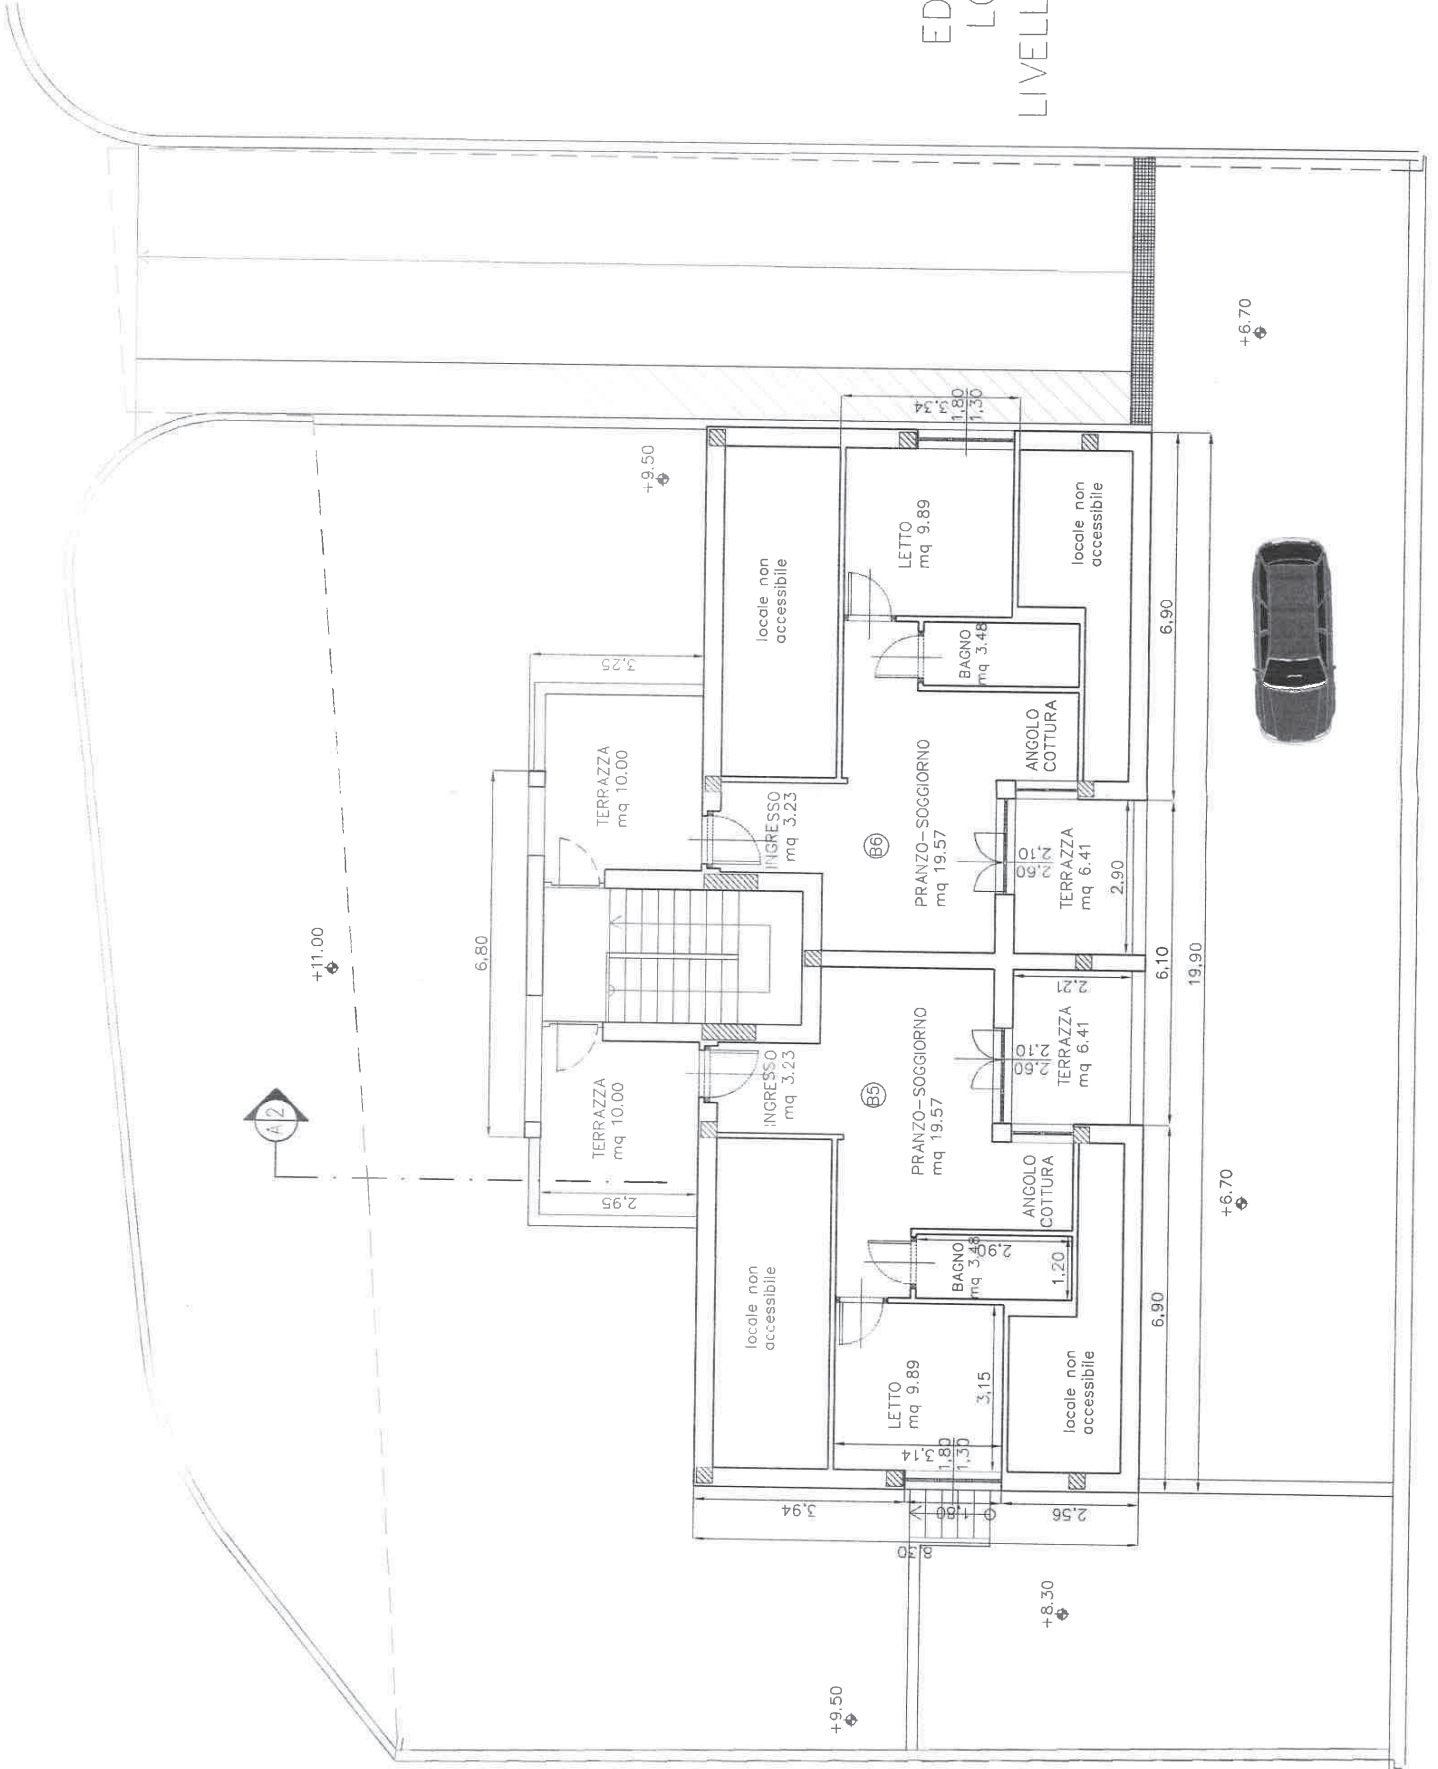 ED
LO
LIVELL
+11.00
A
12
6,80
3,25
2,95
TERRAZZA
mq 10.00
TERRAZZA
mq 10.00
+9.50
locale non
accessibile
locale non
accessibile
INGRESSO
mq 3.23
INGRESSO
mq 3.23
B5
B6
PRANZO-SOGGIORNO
mq 19.57
PRANZO-SOGGIORNO
mq 19.57
LETTO
mq 9.89
LETTO
mq 9.89
3,15
3,14
1,80
1,30
3,34
1,80
1,30
BAGNO
mq 3.48
2,90
1,20
BAGNO
mq 3.48
ANGOLO
COTTURA
ANGOLO
COTTURA
2,60
2,10
2,60
2,10
TERRAZZA
mq 6.41
TERRAZZA
mq 6.41
2,21
2,90
locale non
accessibile
locale non
accessibile
3,94
1,80
2,56
8,30
6,90
6,10
6,90
19,90
+9.50
+8.30
+6.70
+6.70